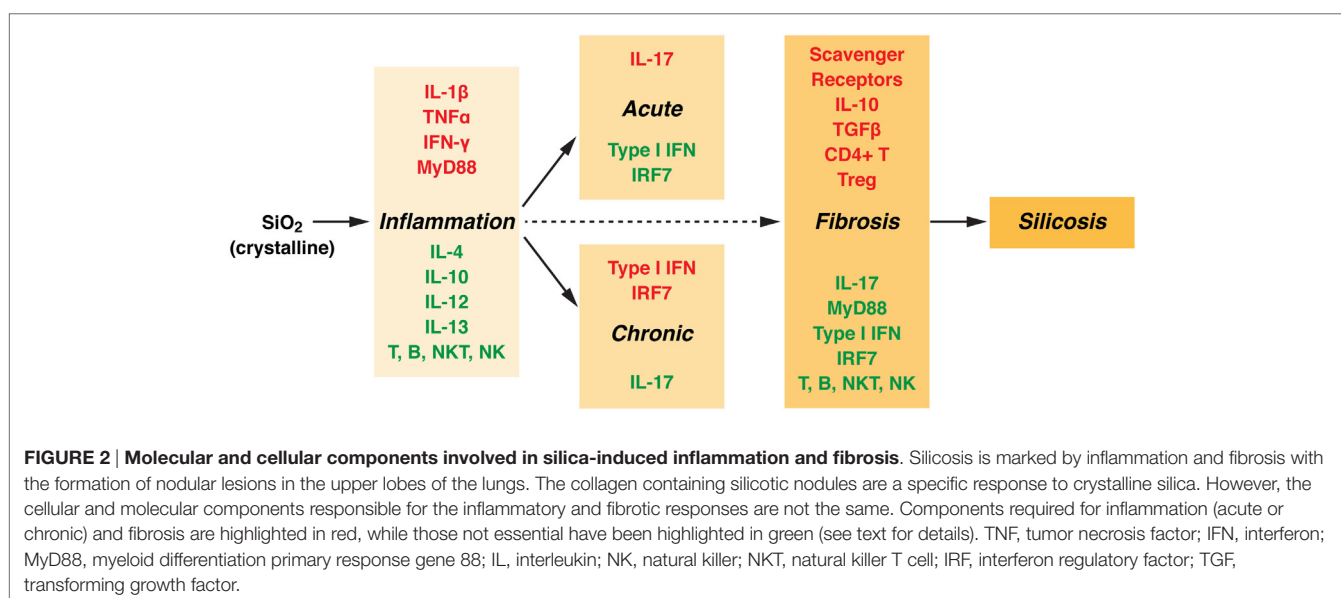 SiO₂
(crystalline)
IL-1β
TNFα
IFN-γ
MyD88
Inflammation
IL-4
IL-10
IL-12
IL-13
T, B, NKT, NK
IL-17
Acute
Type I IFN
IRF7
Type I IFN
IRF7
Chronic
IL-17
Scavenger
Receptors
IL-10
TGFβ
CD4+ T
Treg
Fibrosis
IL-17
MyD88
Type I IFN
IRF7
T, B, NKT, NK
Silicosis
FIGURE 2 | Molecular and cellular components involved in silica-induced inflammation and fibrosis. Silicosis is marked by inflammation and fibrosis with
the formation of nodular lesions in the upper lobes of the lungs. The collagen containing silicotic nodules are a specific response to crystalline silica. However, the
cellular and molecular components responsible for the inflammatory and fibrotic responses are not the same. Components required for inflammation (acute or
chronic) and fibrosis are highlighted in red, while those not essential have been highlighted in green (see text for details). TNF, tumor necrosis factor; IFN, interferon;
MyD88, myeloid differentiation primary response gene 88; IL, interleukin; NK, natural killer; NKT, natural killer T cell; IRF, interferon regulatory factor; TGF,
transforming growth factor.